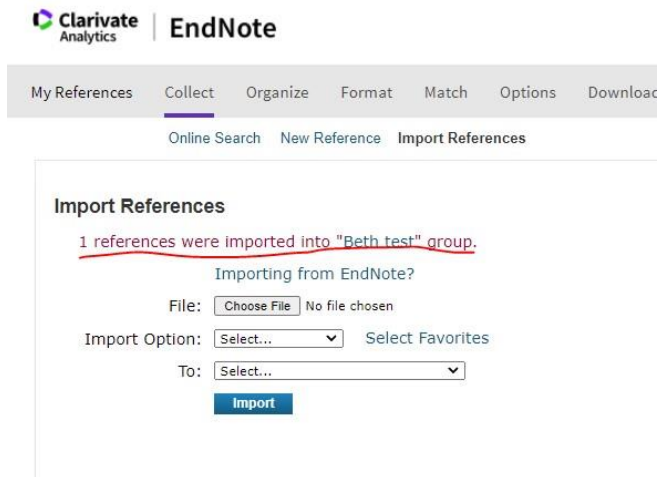 Clarivate
Analytics
EndNote
My References Collect Organize Format Match Options Download
Online Search New Reference Import References
Import References
1 references were imported into "Beth test" group.
Importing from EndNote?
File: Choose File No file chosen
Import Option: Select... Select Favorites
To: Select...
Import